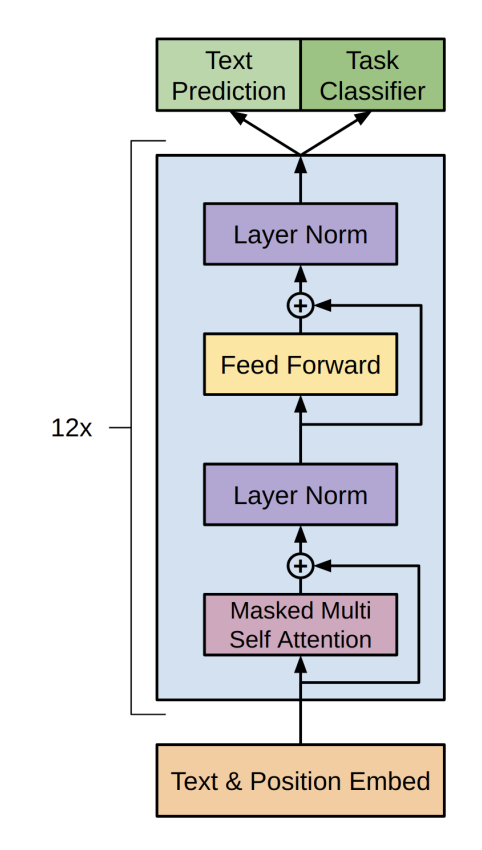 Text
Prediction
Task
Classifier
Layer Norm
+
Feed Forward
12x
Layer Norm
+
Masked Multi
Self Attention
Text & Position Embed